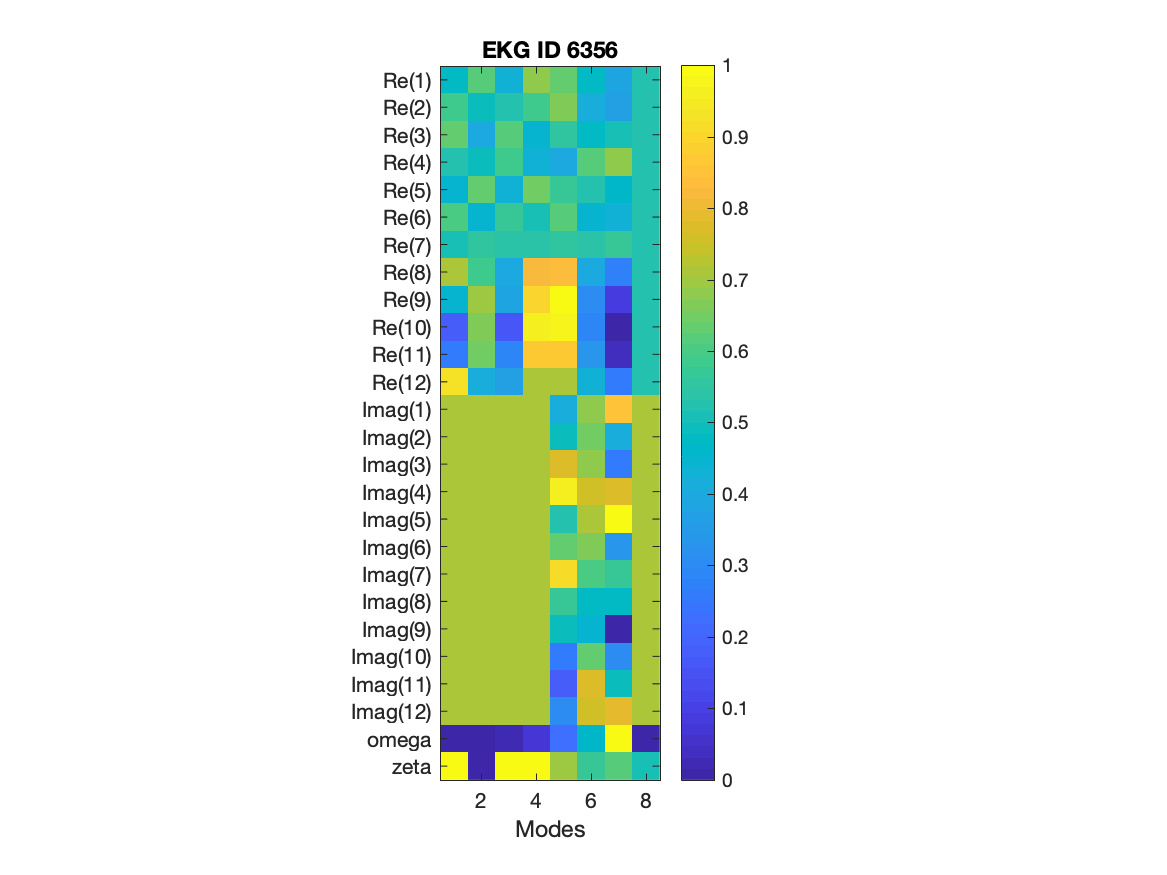 EKG ID 6356
Re(1)
Re(2)
Re(3)
Re(4)
Re(5)
Re(6)
Re(7)
Re(8)
Re(9)
Re(10)
Re(11)
Re(12)
Imag(1)
Imag(2)
Imag(3)
Imag(4)
Imag(5)
Imag(6)
Imag(7)
Imag(8)
Imag(9)
Imag(10)
Imag(11)
Imag(12)
omega
zeta
2 4 6 8
Modes
1
0.9
0.8
0.7
0.6
0.5
0.4
0.3
0.2
0.1
0